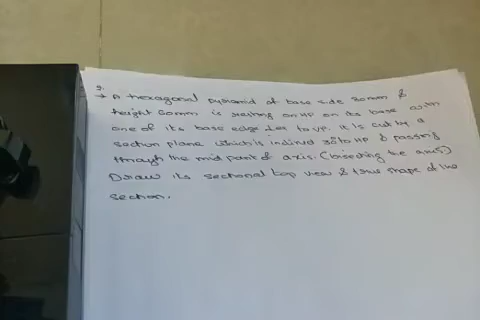 9.
→ A hexagonal pyramid of base side 30mm &
height 60mm is resting on HP on its base with
one of its base edge ⊥er to VP. It is cut by a
section plane which is inclined 30° to HP & passing
through the mid point of axis. (bisecting the axis)
Draw its sectional top view & true shape of the
section.